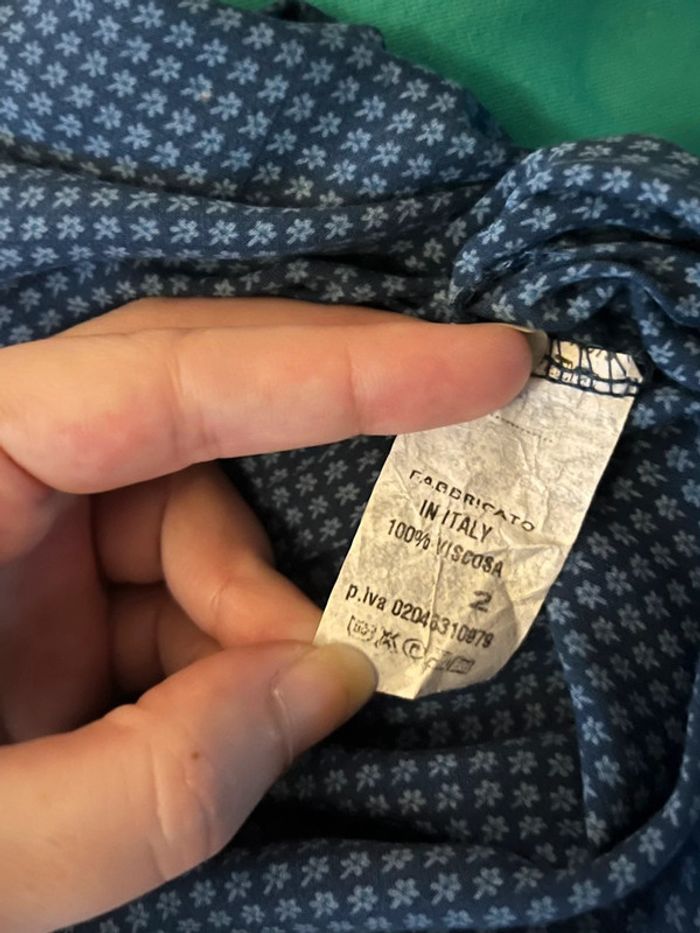 FABBRICATO
IN ITALY
100% VISCOSA
2
p.iva 02046310979